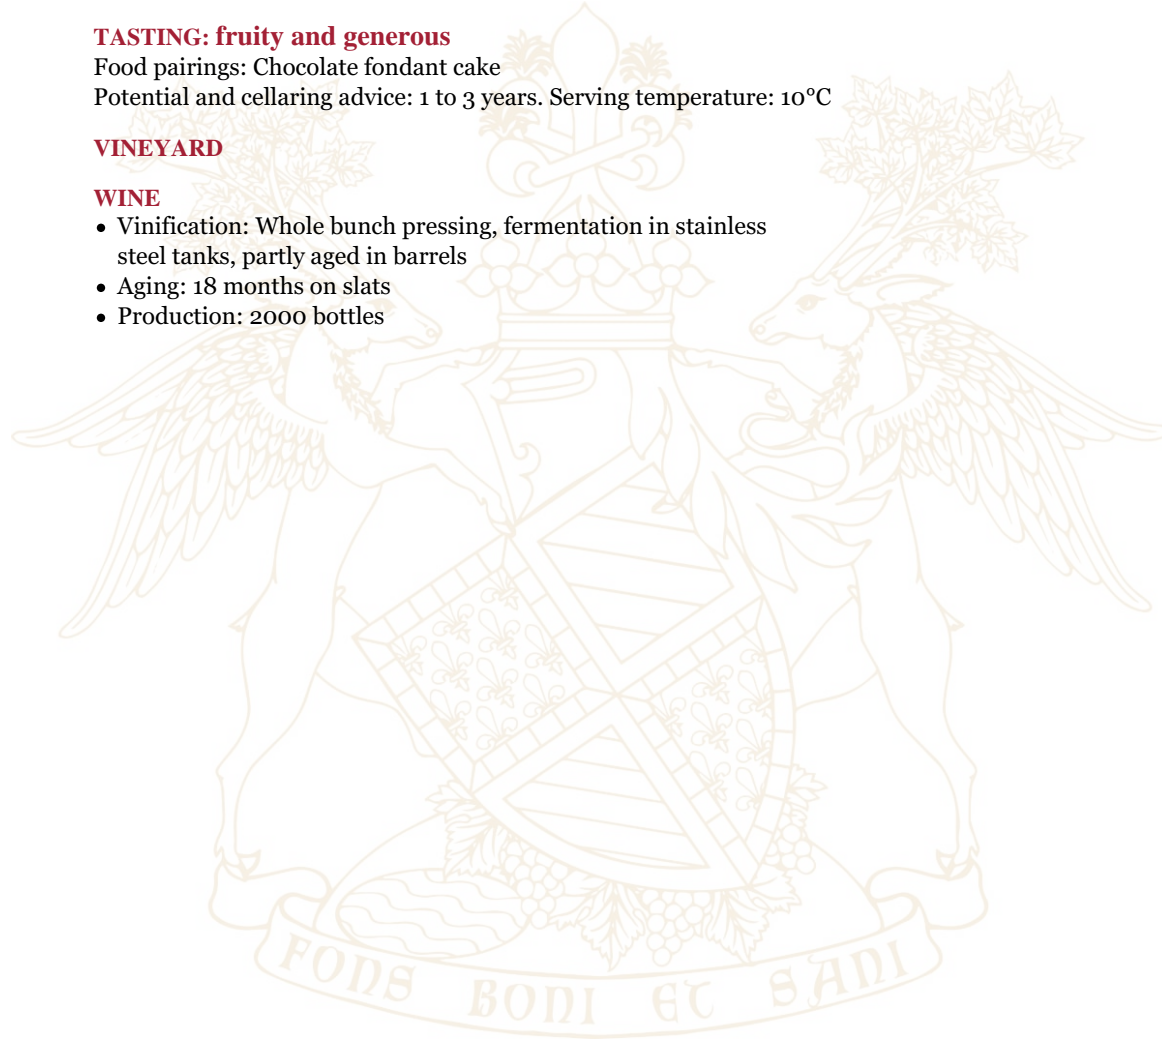 TASTING: fruity and generous
Food pairings: Chocolate fondant cake
Potential and cellaring advice: 1 to 3 years. Serving temperature: 10°C
VINEYARD
WINE
• Vinification: Whole bunch pressing, fermentation in stainless
steel tanks, partly aged in barrels
• Aging: 18 months on slats
• Production: 2000 bottles
FONS BONI ET SANI